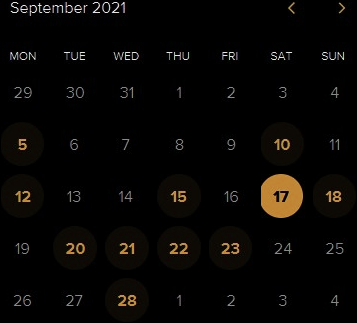 September 2021
MON TUE WED THU FRI SAT SUN
29 30 31 1 2 3 4
5 6 7 8 9 10 11
12 13 14 15 16 17 18
19 20 21 22 23 24 25
26 27 28 1 2 3 4